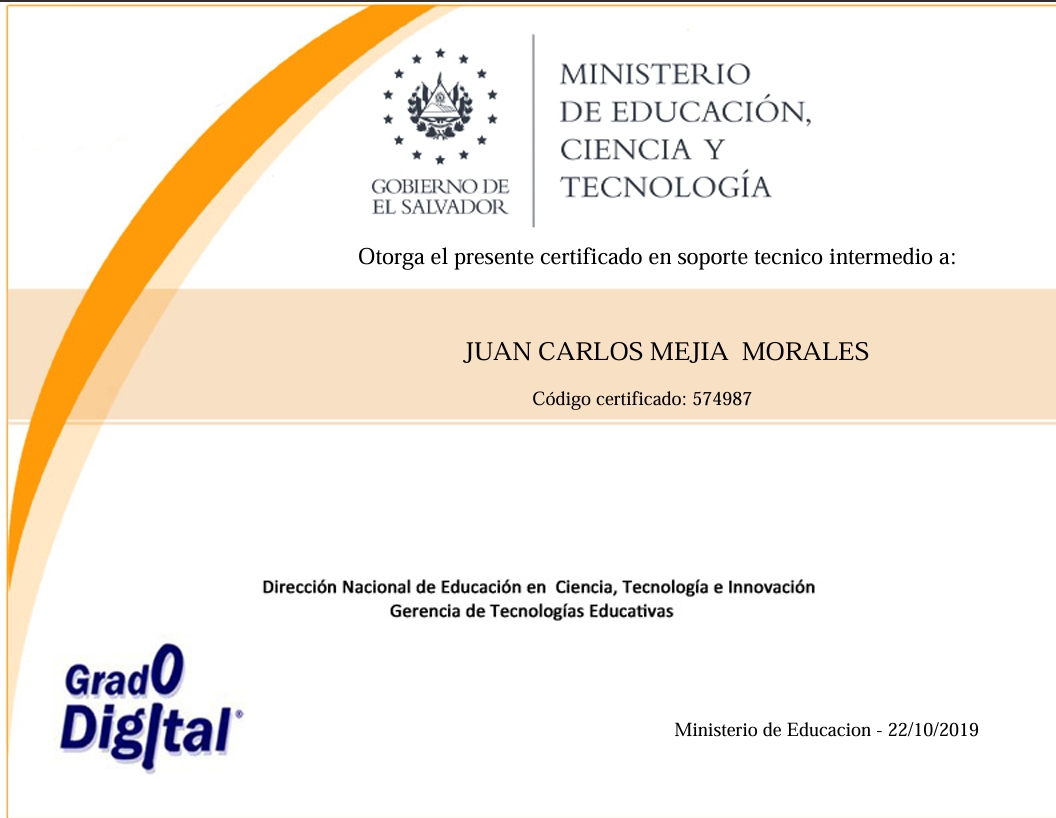 GOBIERNO DE
EL SALVADOR
MINISTERIO
DE EDUCACIÓN,
CIENCIA Y
TECNOLOGÍA
Otorga el presente certificado en soporte tecnico intermedio a:
JUAN CARLOS MEJIA MORALES
Código certificado: 574987
Dirección Nacional de Educación en Ciencia, Tecnología e Innovación
Gerencia de Tecnologías Educativas
GradO
DigItal®
Ministerio de Educacion - 22/10/2019